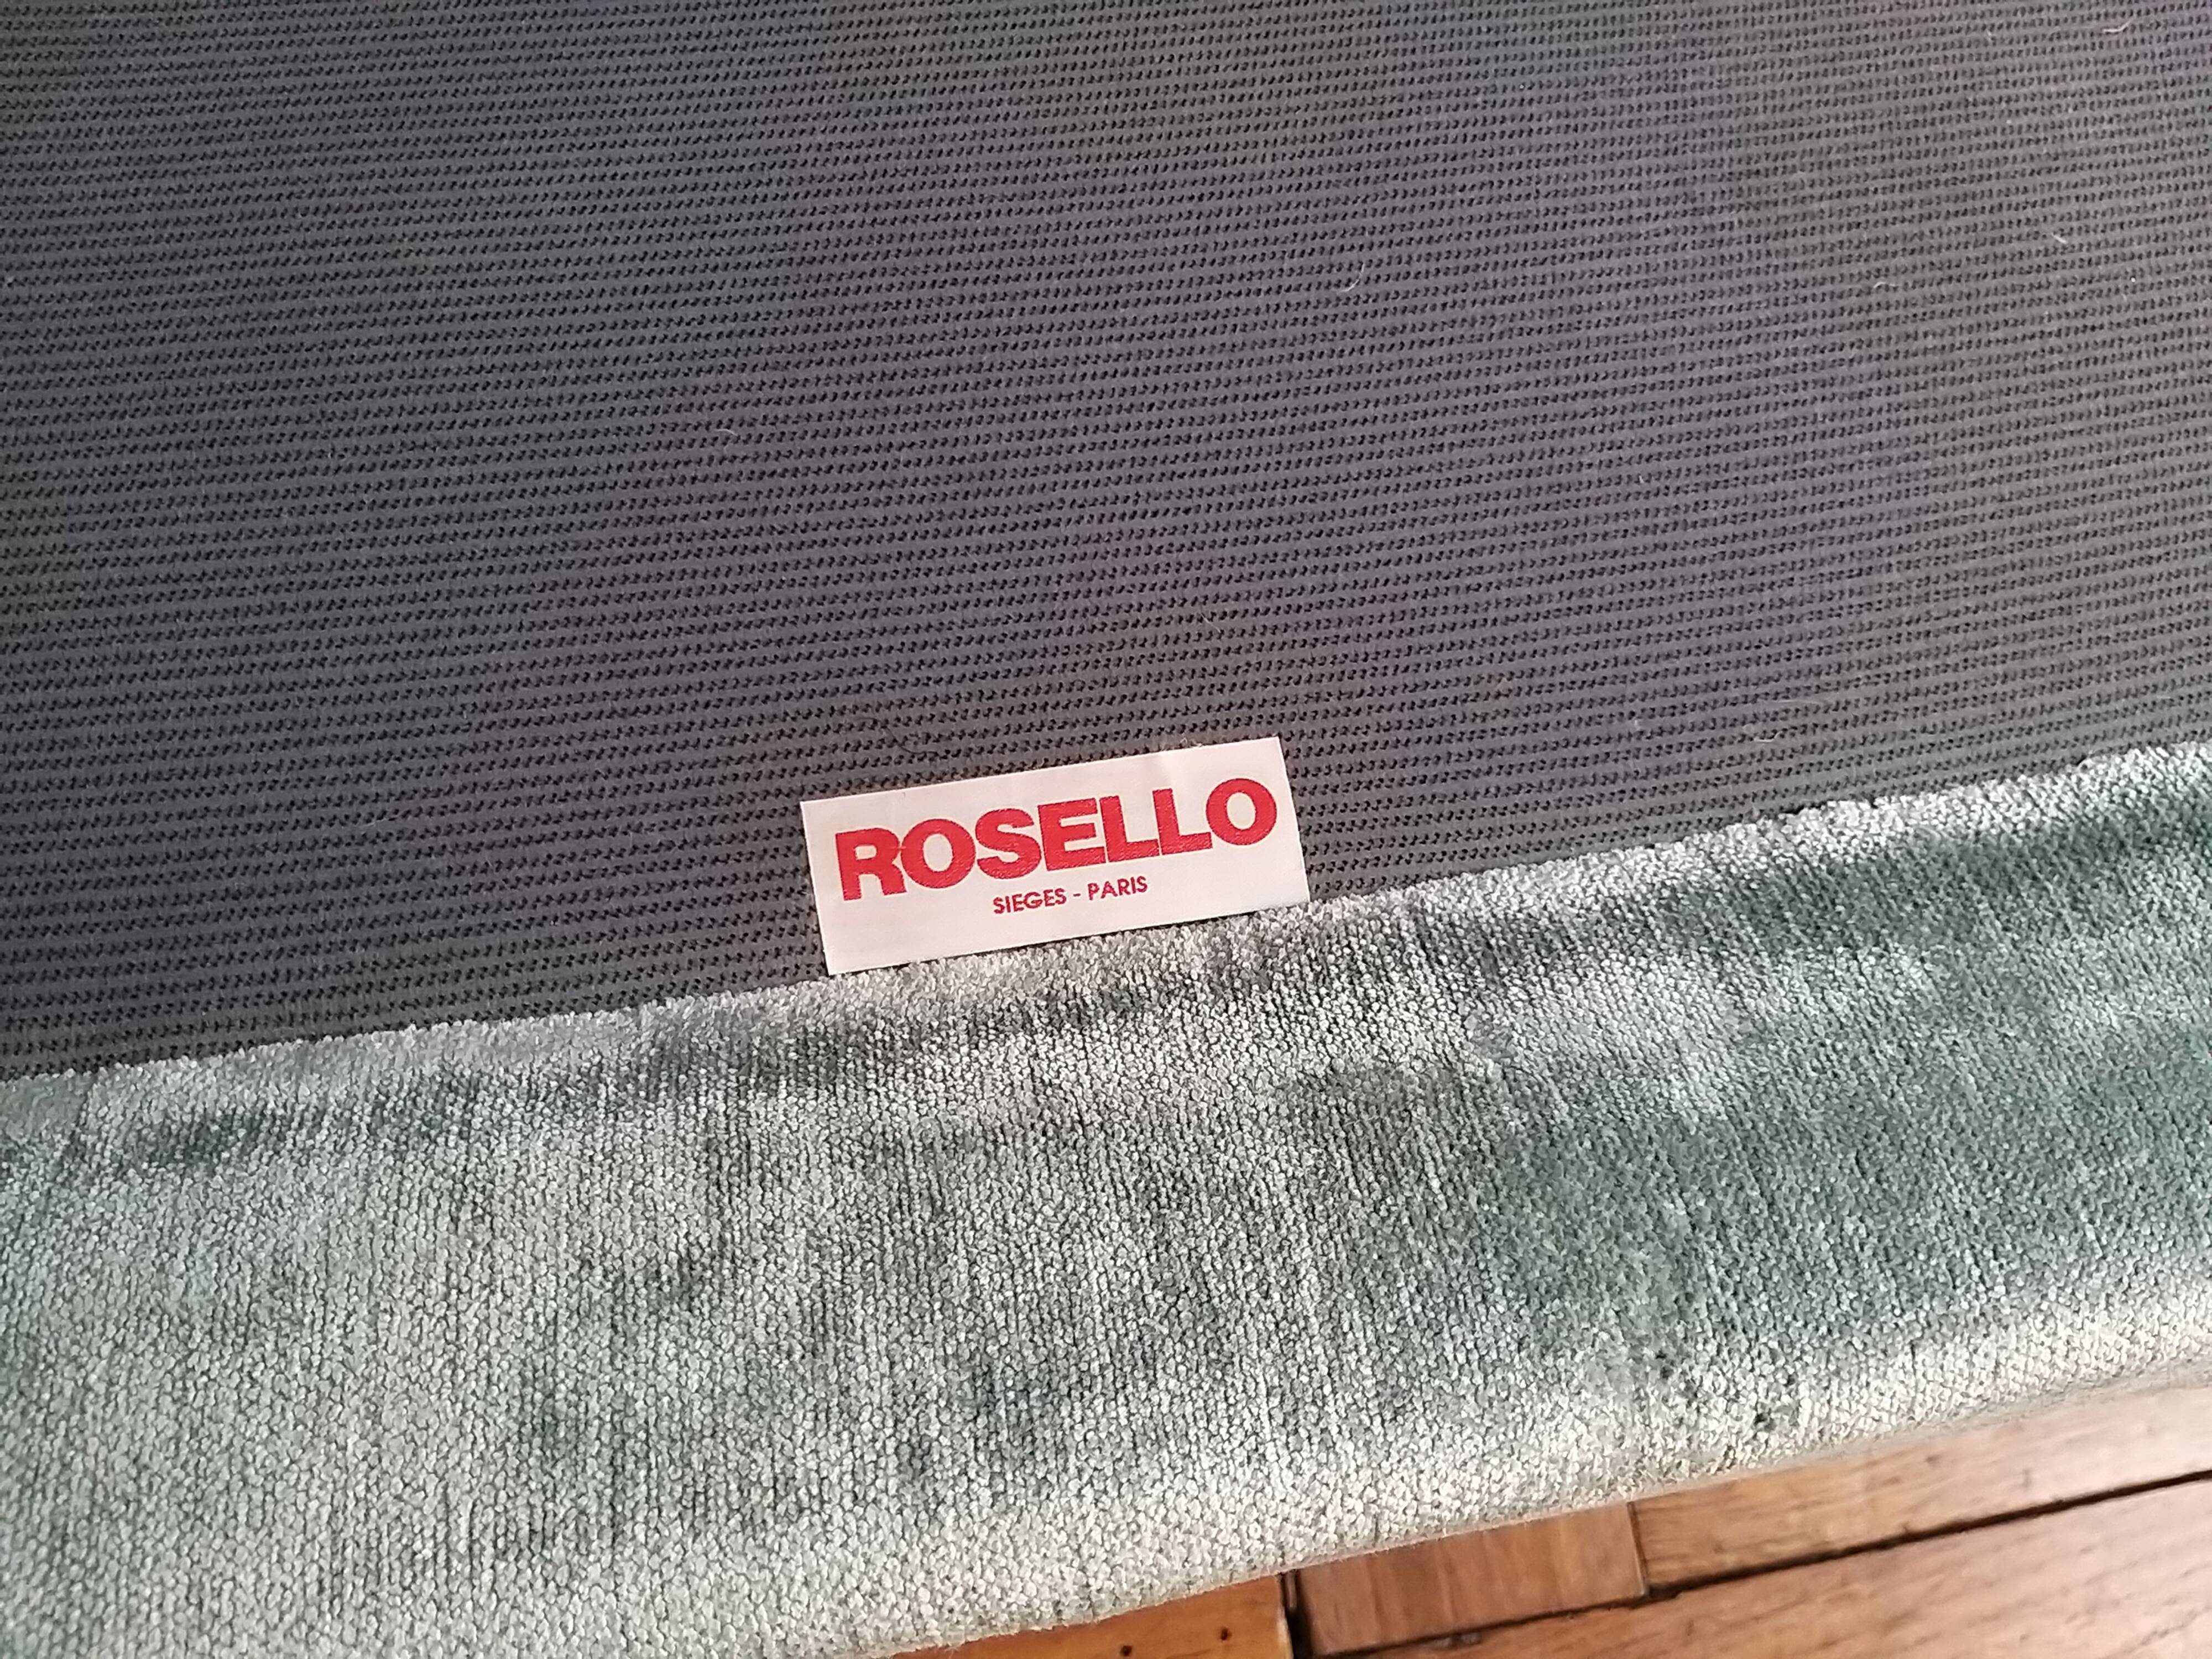 ROSELLO
SIEGES - PARIS